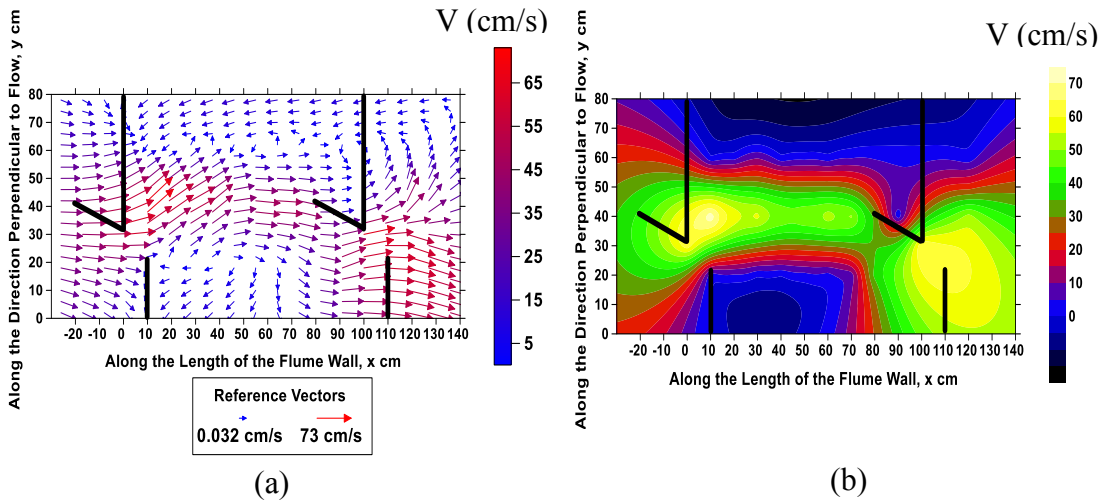 V (cm/s)
Along the Direction Perpendicular to Flow, y cm
80
70
60
50
40
30
20
10
0
-20 -10 0 10 20 30 40 50 60 70 80 90 100 110 120 130 140
Along the Length of the Flume Wall, x cm
65
55
45
35
25
15
5
Reference Vectors
0.032 cm/s 73 cm/s
(a)
V (cm/s)
Along the Direction Perpendicular to Flow, y cm
80
70
60
50
40
30
20
10
0
-20 -10 0 10 20 30 40 50 60 70 80 90 100 110 120 130 140
Along the Length of the Flume Wall, x cm
70
60
50
40
30
20
10
0
(b)